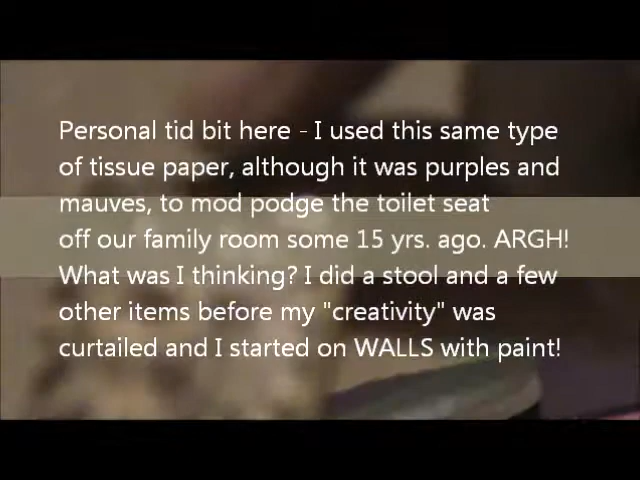 Personal tid bit here - I used this same type
of tissue paper, although it was purples and
mauves, to mod podge the toilet seat
off our family room some 15 yrs. ago. ARGH!
What was I thinking? I did a stool and a few
other items before my "creativity" was
curtailed and I started on WALLS with paint!